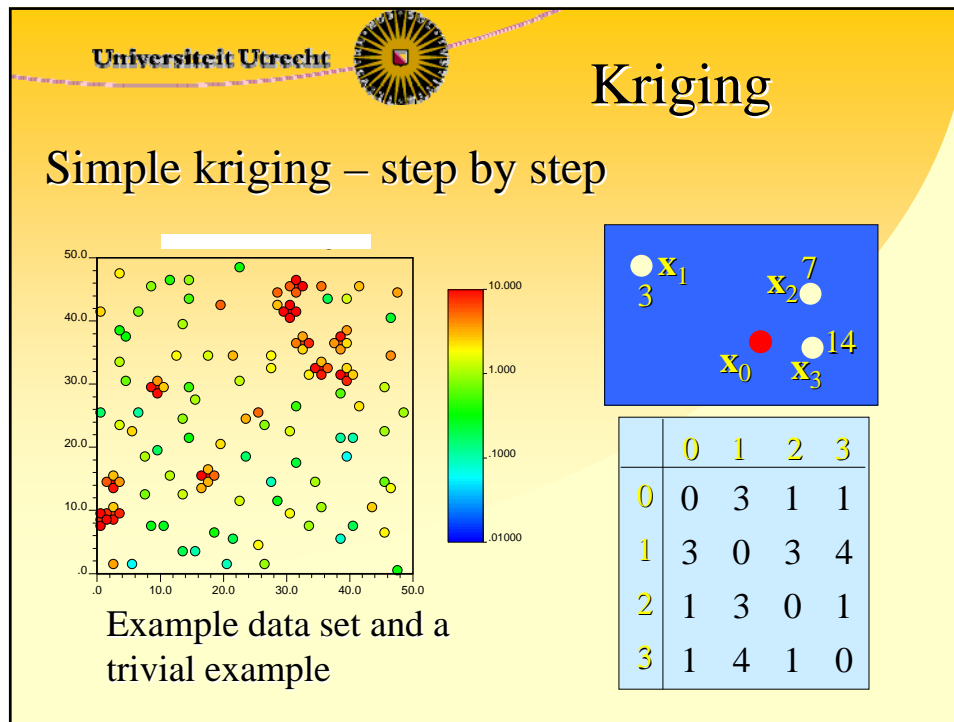 Universiteit Utrecht
Kriging
Simple kriging – step by step
50.0
40.0
30.0
20.0
10.0
.0
.0 10.0 20.0 30.0 40.0 50.0
10.000
1.000
.1000
.01000
Example data set and a
trivial example
x1
3
7
x2
14
x0
x3
0 1 2 3
0 0 3 1 1
1 3 0 3 4
2 1 3 0 1
3 1 4 1 0